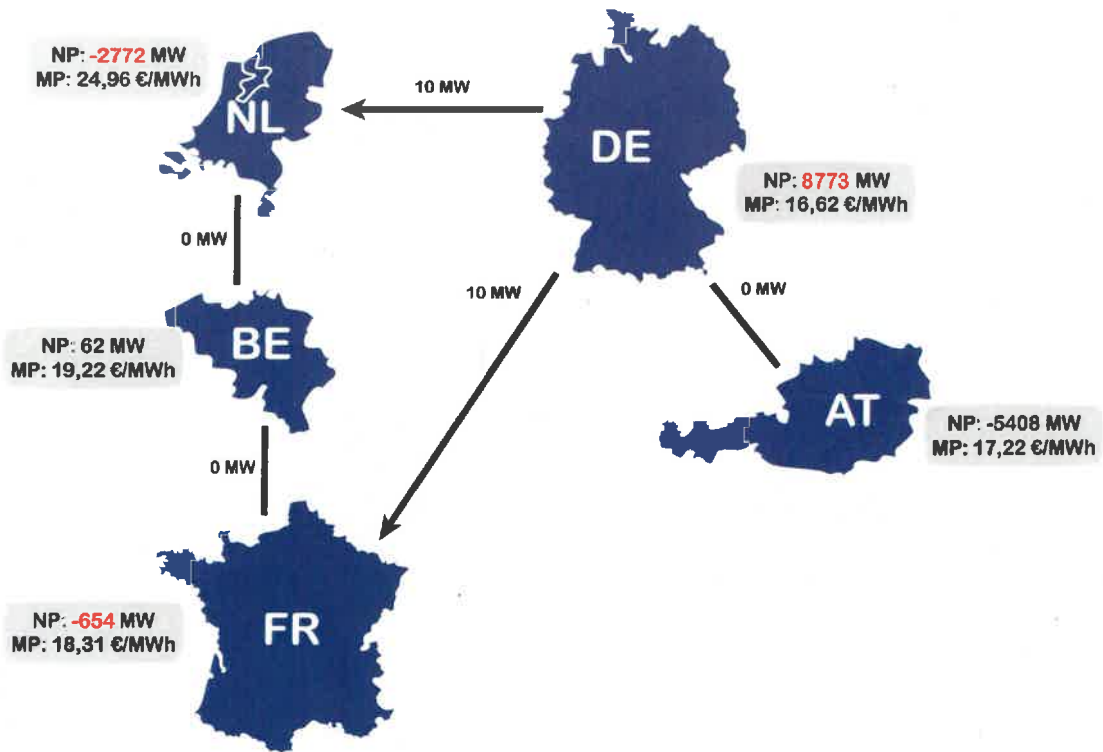 NP: -2772 MW
MP: 24,96 €/MWh
NL
10 MW
DE
NP: 8773 MW
MP: 16,62 €/MWh
0 MW
10 MW
0 MW
NP: 62 MW
MP: 19,22 €/MWh
BE
AT
NP: -5408 MW
MP: 17,22 €/MWh
0 MW
NP: -654 MW
MP: 18,31 €/MWh
FR